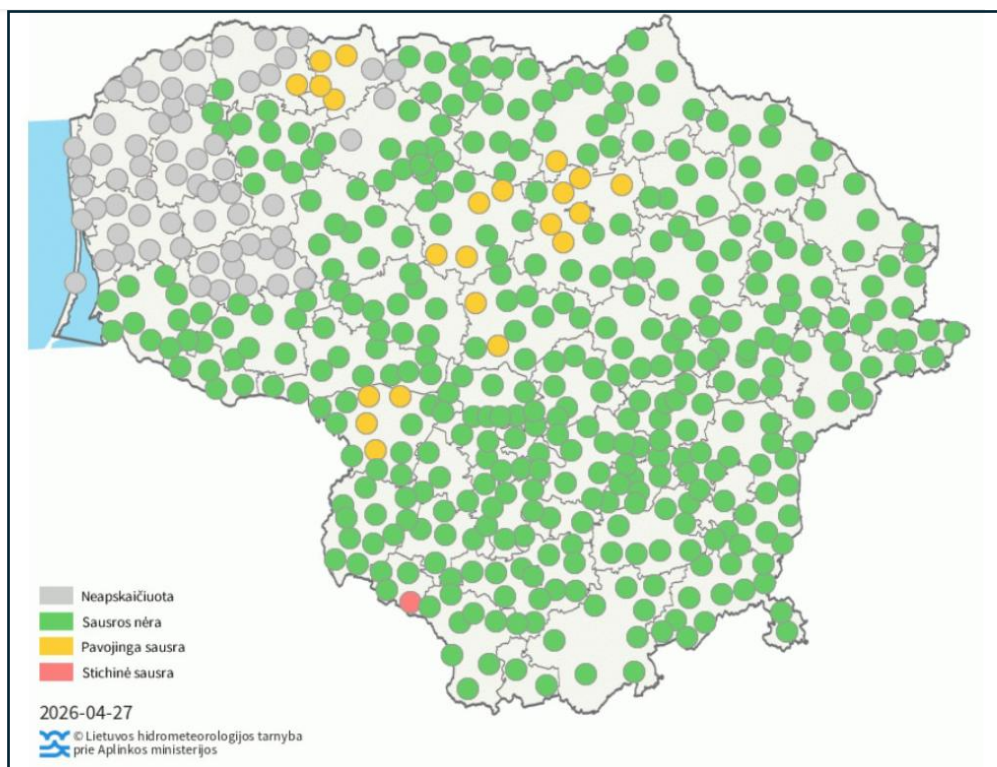 Neapskaičiuota
Sausros nėra
Pavojinga sausra
Stichinė sausra
2026-04-27
© Lietuvos hidrometeorologijos tarnyba
prie Aplinkos ministerijos